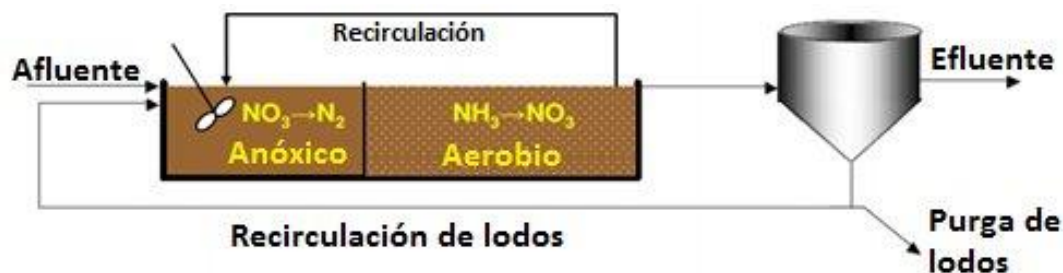 Recirculación
Afluente
Efluente
NO₃→N₂
NH₃→NO₃
Anóxico
Aerobio
Recirculación de lodos
Purga de
lodos